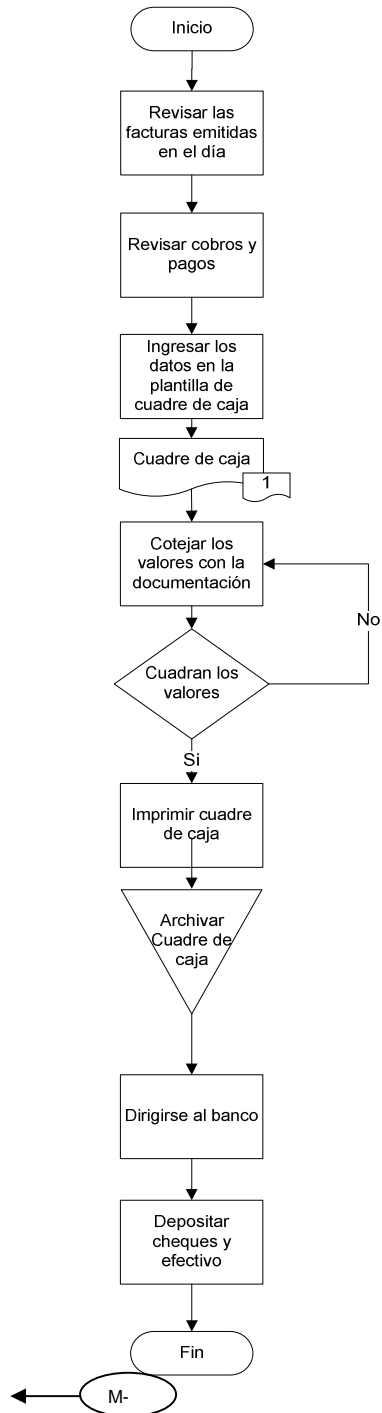 Inicio
Revisar las
facturas emitidas
en el día
Revisar cobros y
pagos
Ingresar los
datos en la
plantilla de
cuadre de caja
Cuadre de caja
1
Cotejar los
valores con la
documentación
No
Cuadran los
valores
Si
Imprimir cuadre
de caja
Archivar
Cuadre de
caja
Dirigirse al banco
Depositar
cheques y
efectivo
Fin
M-